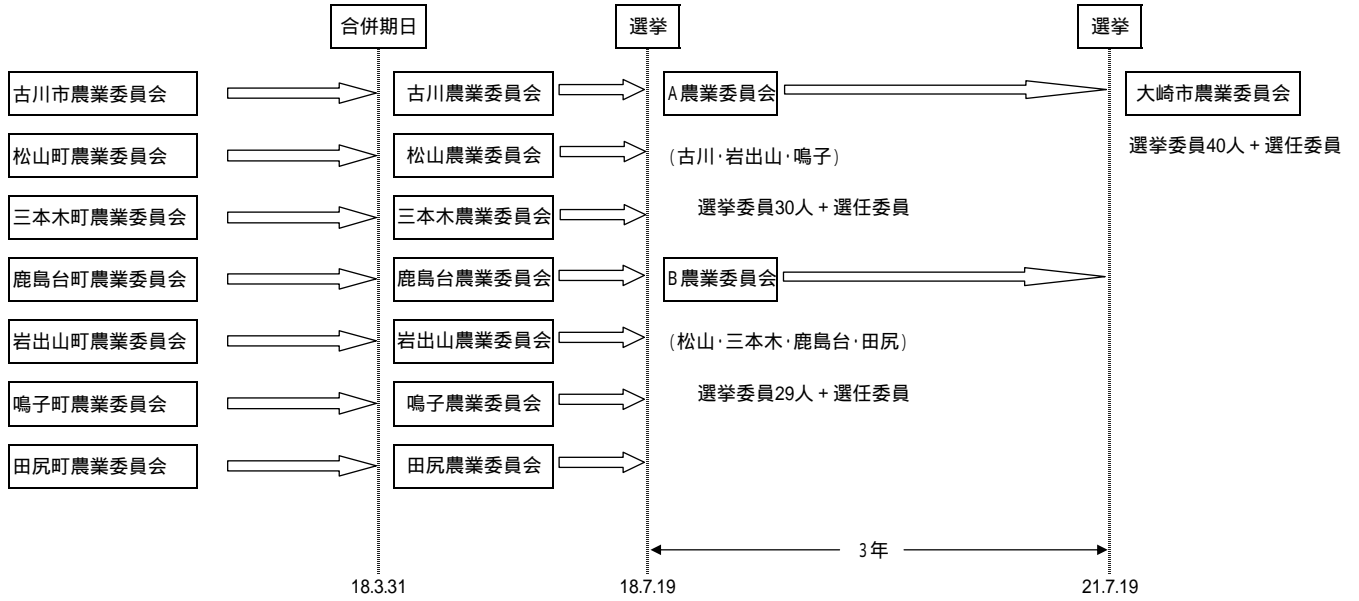 合併期日 選挙 選挙
古川市農業委員会 古川農業委員会 A農業委員会 大崎市農業委員会
選挙委員40人+選任委員
松山町農業委員会 松山農業委員会 (古川･岩出山･鳴子)
三本木町農業委員会 三本木農業委員会 選挙委員30人+選任委員
鹿島台町農業委員会 鹿島台農業委員会 B農業委員会
岩出山町農業委員会 岩出山農業委員会 (松山･三本木･鹿島台･田尻)
鳴子町農業委員会 鳴子農業委員会 選挙委員29人+選任委員
田尻町農業委員会 田尻農業委員会
3年
18.3.31 18.7.19 21.7.19